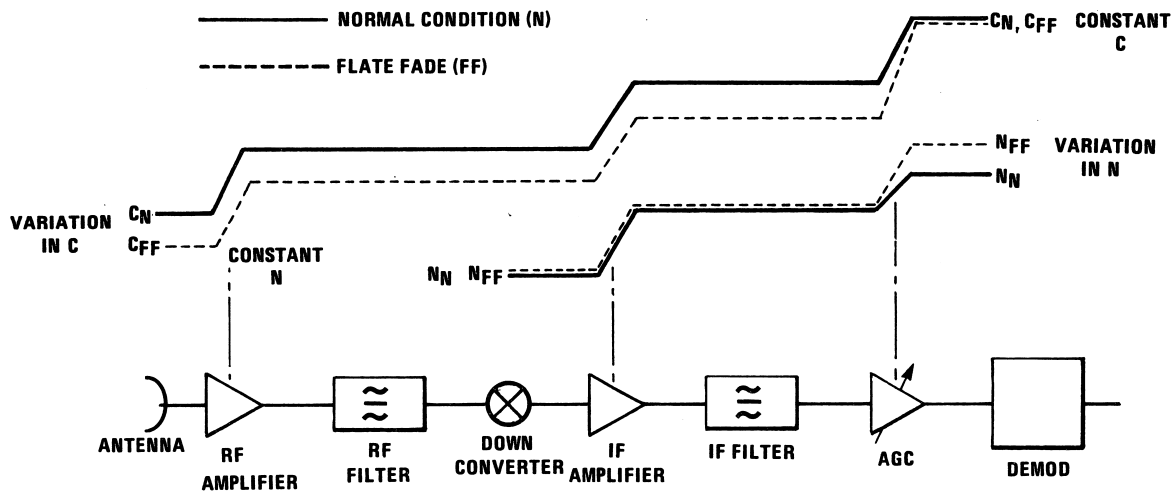 NORMAL CONDITION (N)
FLATE FADE (FF)
CN, CFF CONSTANT
C
NFF VARIATION
IN N
NN
VARIATION
IN C
CN
CFF
CONSTANT
N
NN NFF
ANTENNA
RF
AMPLIFIER
RF
FILTER
DOWN
CONVERTER
IF
AMPLIFIER
IF FILTER
AGC
DEMOD